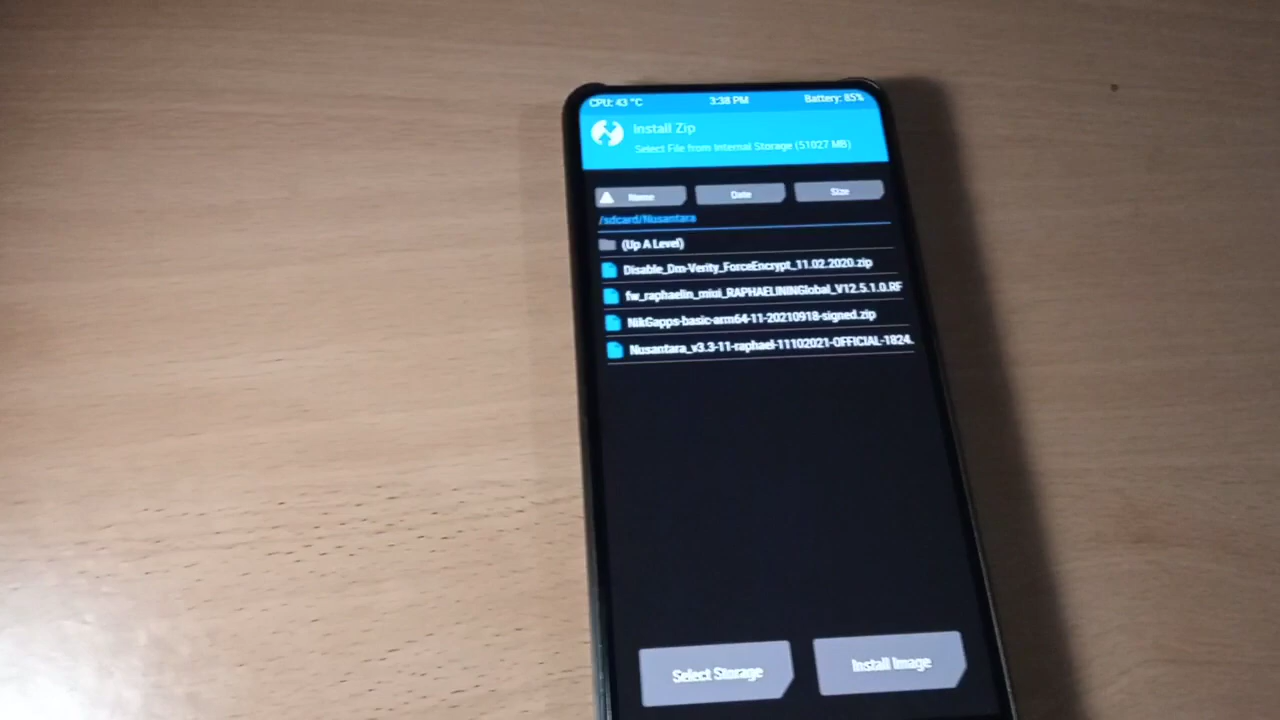 CPU: 43 °C 3:38 PM Battery: 85%
Install Zip
Select File from Internal Storage (51027 MB)
Name Date Size
/sdcard/Nusantara
(Up A Level)
Disable_Dm-Verity_ForceEncrypt_11.02.2020.zip
fw_raphaelin_miui_RAPHAELININGlobal_V12.5.1.0.RF
NikGapps-basic-arm64-11-20210918-signed.zip
Nusantara_v3.3-11-raphael-11102021-OFFICIAL-1824.
Select Storage Install Image